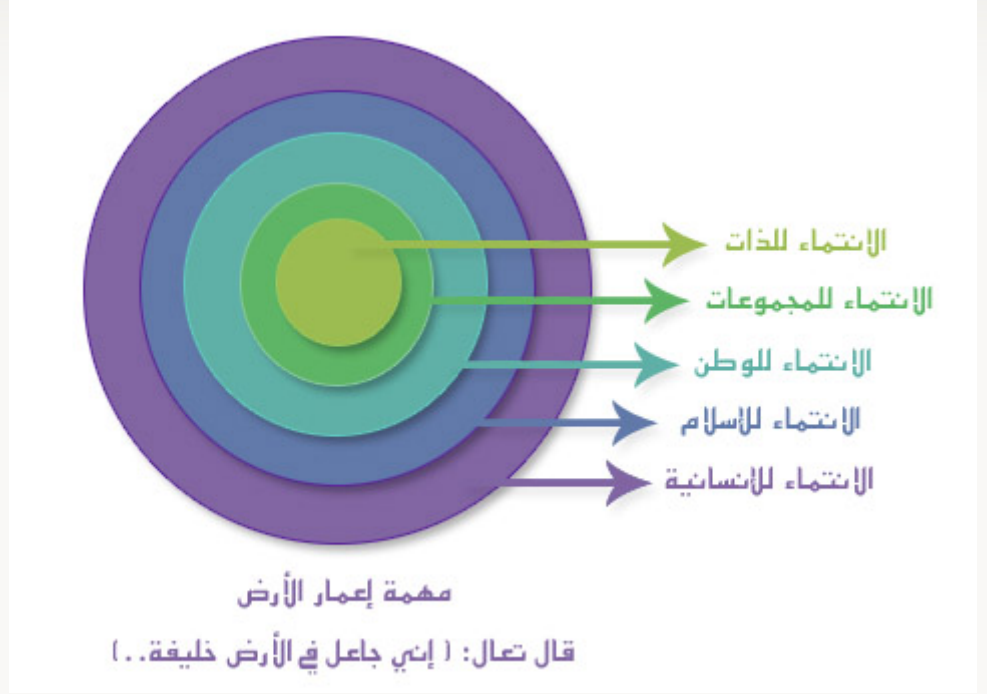 الانتماء للذات
الانتماء للمجموعات
الانتماء للوطن
الانتماء للإسلام
الانتماء للإنسانية
مهمة إعمار الأرض
قال تعال: ( إني جاعل في الأرض خليفة..)